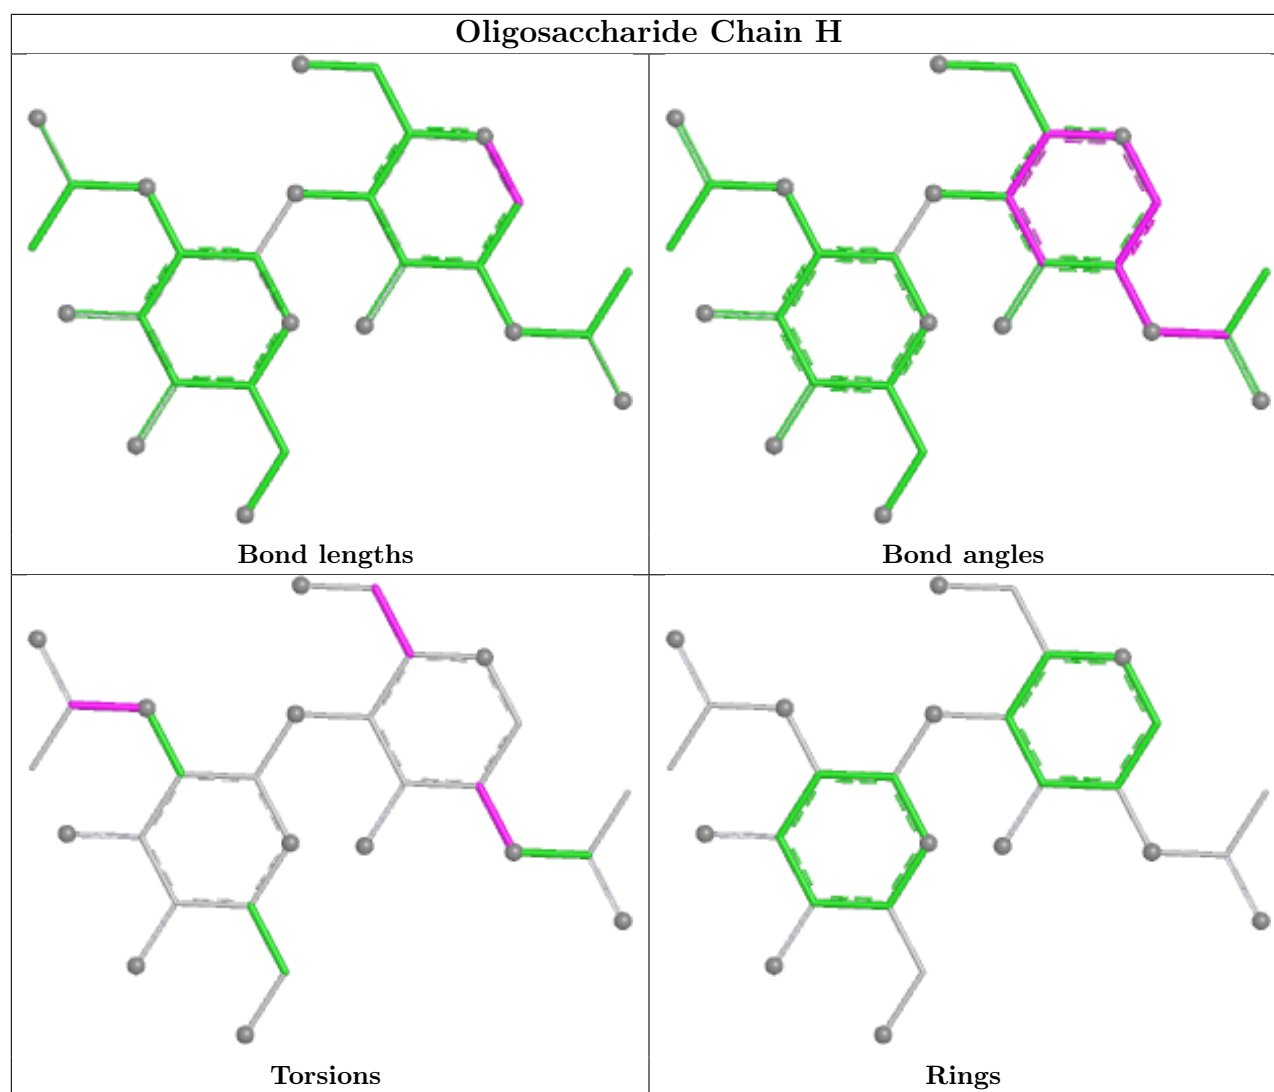 Oligosaccharide Chain H
Bond lengths
Bond angles
Torsions
Rings